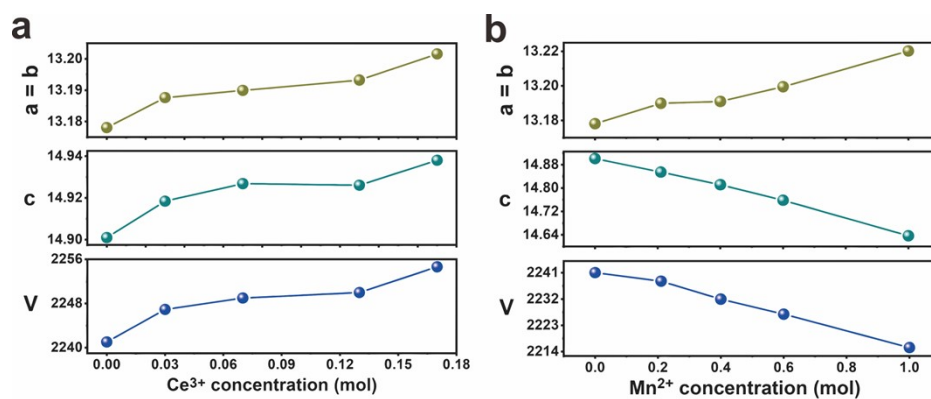 a
a = b
13.20
13.19
13.18
c
14.94
14.92
14.90
V
2256
2248
2240
0.00 0.03 0.06 0.09 0.12 0.15 0.18
Ce³⁺ concentration (mol)
b
a = b
13.22
13.20
13.18
c
14.88
14.80
14.72
14.64
V
2241
2232
2223
2214
0.0 0.2 0.4 0.6 0.8 1.0
Mn²⁺ concentration (mol)